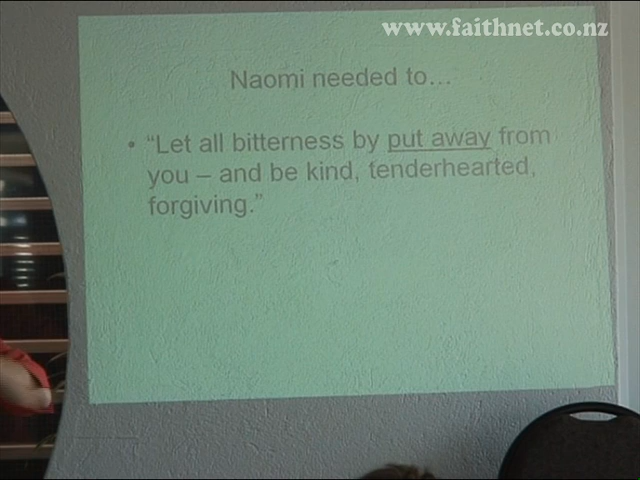 www.faithnet.co.nz
Naomi needed to…
• “Let all bitterness by put away from
you – and be kind, tenderhearted,
forgiving.”